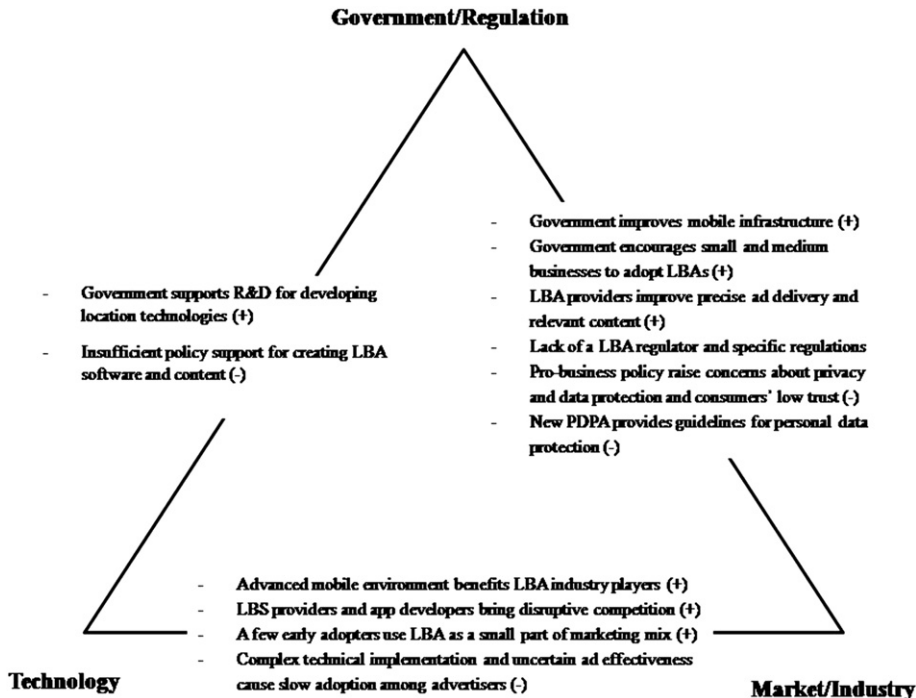 Government/Regulation
- Government improves mobile infrastructure (+)
- Government encourages small and medium
businesses to adopt LBAs (+)
- LBA providers improve precise ad delivery and
relevant content (+)
- Lack of a LBA regulator and specific regulations
- Pro-business policy raise concerns about privacy
and data protection and consumers' low trust (-)
- New PDPA provides guidelines for personal data
protection (-)
- Government supports R&D for developing
location technologies (+)
- Insufficient policy support for creating LBA
software and content (-)
- Advanced mobile environment benefits LBA industry players (+)
- LBS providers and app developers bring disruptive competition (+)
- A few early adopters use LBA as a small part of marketing mix (+)
- Complex technical implementation and uncertain ad effectiveness
cause slow adoption among advertisers (-)
Technology
Market/Industry